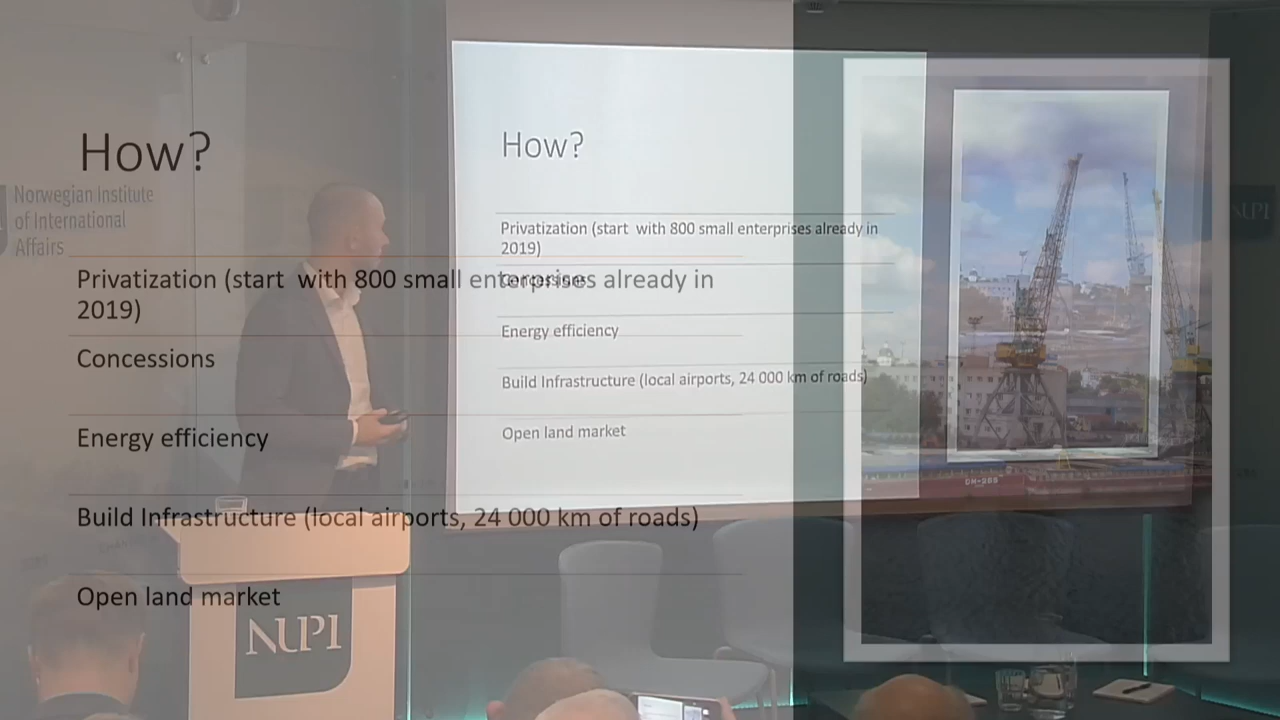 How?
Privatization (start with 800 small enterprises already in
2019)
Concessions
Energy efficiency
Build Infrastructure (local airports, 24 000 km of roads)
Open land market
How?
Privatization (start with 800 small enterprises already in
2019)
Concessions
Energy efficiency
Build Infrastructure (local airports, 24 000 km of roads)
Open land market
Norwegian Institute
of International
Affairs
NUPI
NUPI